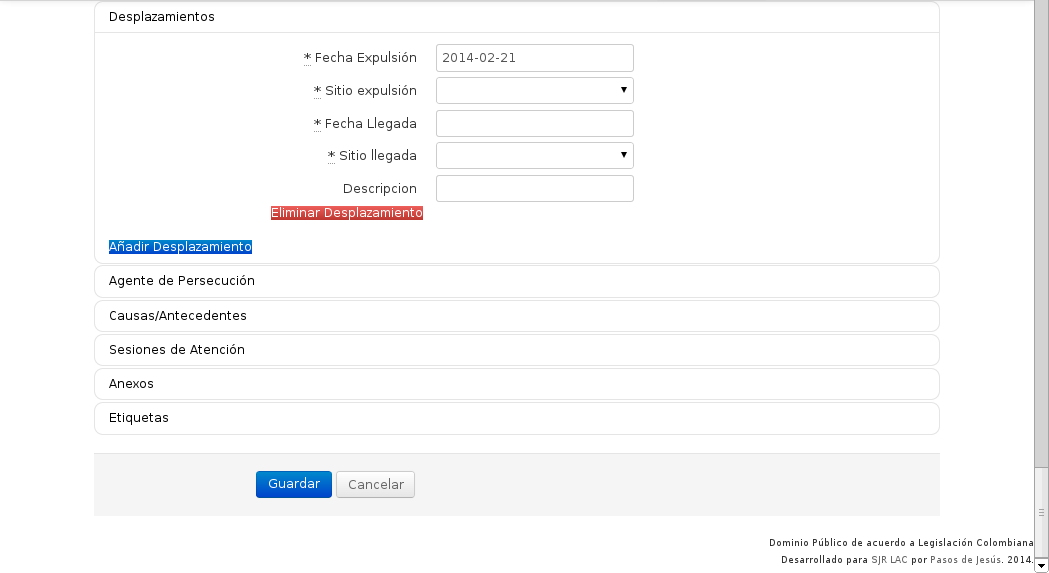 Desplazamientos
* Fecha Expulsión 2014-02-21
* Sitio expulsión
* Fecha Llegada
* Sitio llegada
Descripcion
Eliminar Desplazamiento
Añadir Desplazamiento
Agente de Persecución
Causas/Antecedentes
Sesiones de Atención
Anexos
Etiquetas
Guardar Cancelar
Dominio Público de acuerdo a Legislación Colombiana
Desarrollado para SJR LAC por Pasos de Jesús. 2014.